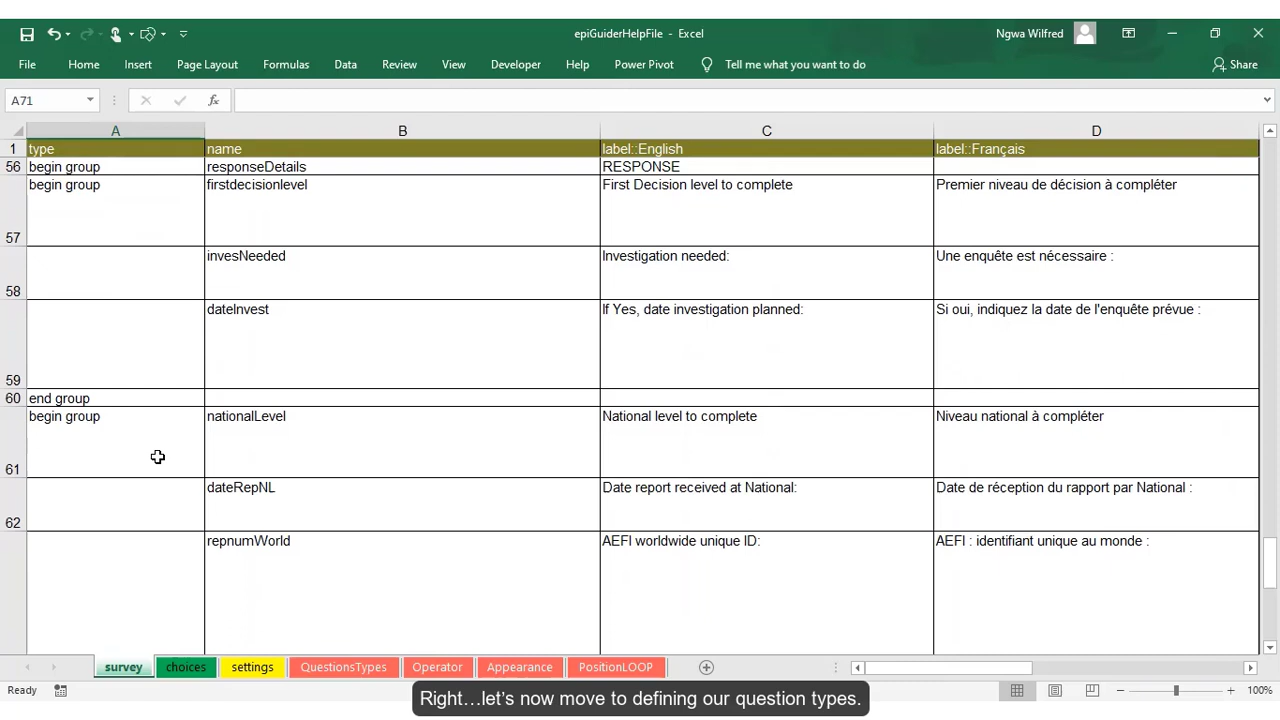 epiGuiderHelpFile - Excel
Ngwa Wilfred
File Home Insert Page Layout Formulas Data Review View Developer Help Power Pivot Tell me what you want to do Share
A71
A B C D
1 type name label::English label::Français
56 begin group responseDetails RESPONSE
57 begin group firstdecisionlevel First Decision level to complete Premier niveau de décision à compléter
58 invesNeeded Investigation needed: Une enquête est nécessaire :
59 dateInvest If Yes, date investigation planned: Si oui, indiquez la date de l'enquête prévue :
60 end group
61 begin group nationalLevel National level to complete Niveau national à compléter
62 dateRepNL Date report received at National: Date de réception du rapport par National :
repnumWorld AEFI worldwide unique ID: AEFI : identifiant unique au monde :
survey choices settings QuestionsTypes Operator Appearance PositionLOOP
Ready 100%
Right…let's now move to defining our question types.